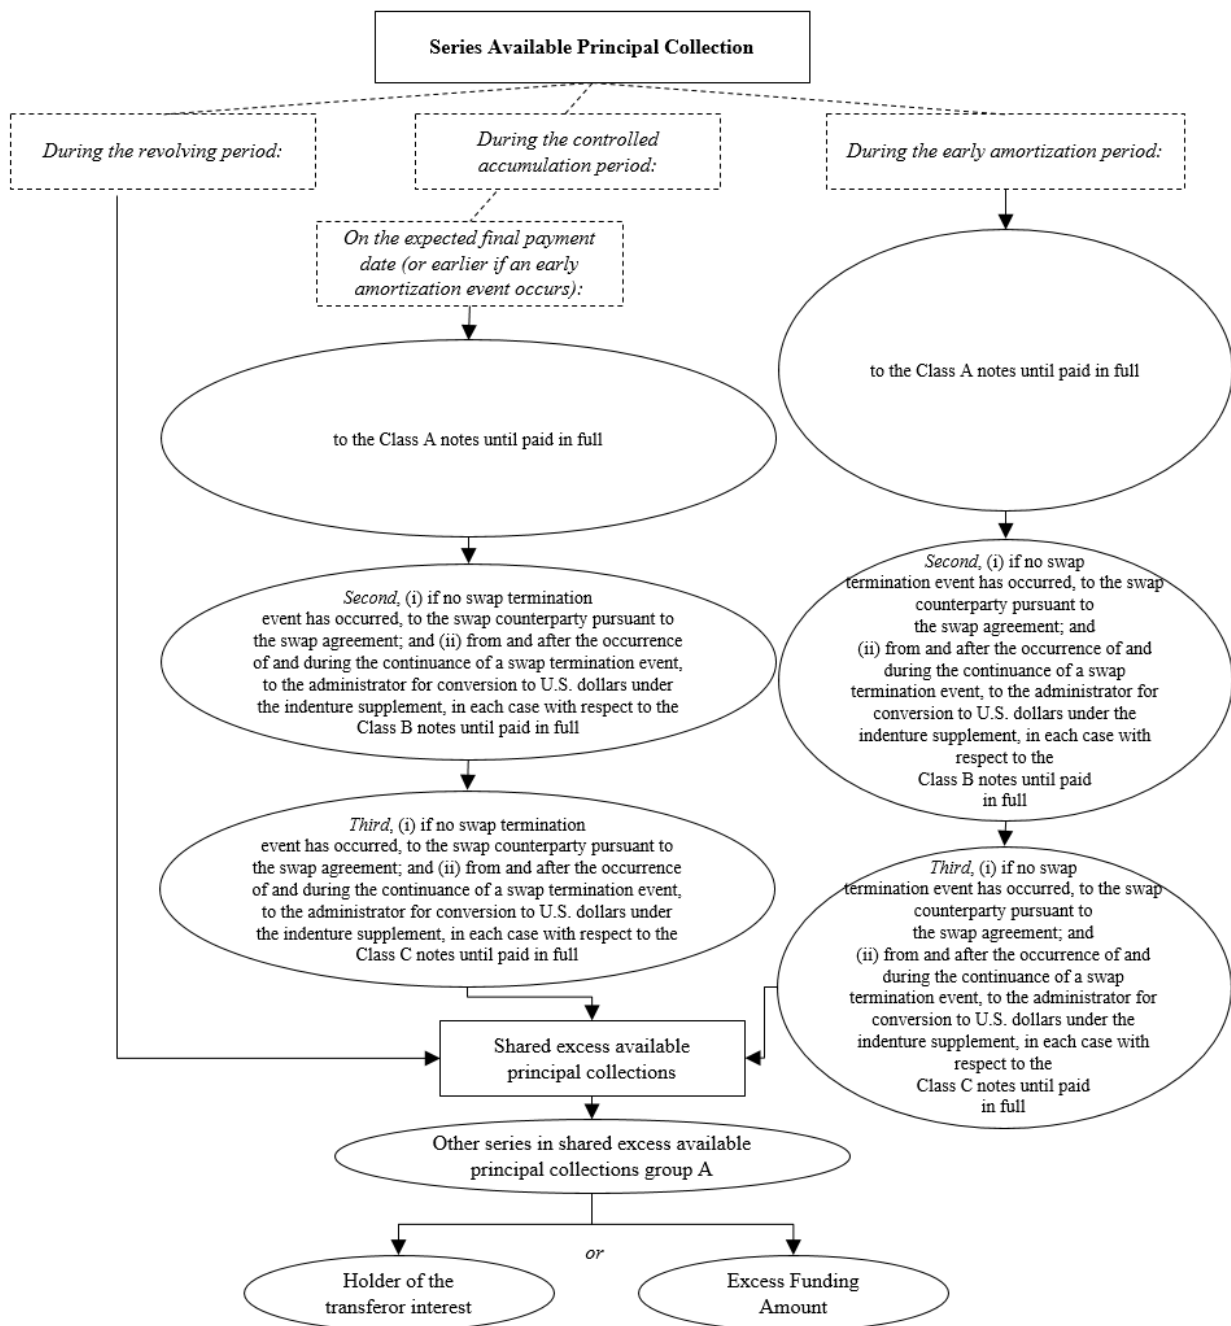 Series Available Principal Collection
During the revolving period:
During the controlled
accumulation period:
During the early amortization period:
On the expected final payment
date (or earlier if an early
amortization event occurs):
to the Class A notes until paid in full
to the Class A notes until paid in full
Second, (i) if no swap termination
event has occurred, to the swap counterparty pursuant to
the swap agreement; and (ii) from and after the occurrence
of and during the continuance of a swap termination event,
to the administrator for conversion to U.S. dollars under
the indenture supplement, in each case with respect to the
Class B notes until paid in full
Second, (i) if no swap
termination event has occurred, to the swap
counterparty pursuant to
the swap agreement; and
(ii) from and after the occurrence of and
during the continuance of a swap
termination event, to the administrator for
conversion to U.S. dollars under the
indenture supplement, in each case with
respect to the
Class B notes until paid
in full
Third, (i) if no swap termination
event has occurred, to the swap counterparty pursuant to
the swap agreement; and (ii) from and after the occurrence
of and during the continuance of a swap termination event,
to the administrator for conversion to U.S. dollars under
the indenture supplement, in each case with respect to the
Class C notes until paid in full
Third, (i) if no swap
termination event has occurred, to the swap
counterparty pursuant to
the swap agreement; and
(ii) from and after the occurrence of and
during the continuance of a swap
termination event, to the administrator for
conversion to U.S. dollars under the
indenture supplement, in each case with
respect to the
Class C notes until paid
in full
Shared excess available
principal collections
Other series in shared excess available
principal collections group A
or
Holder of the
transferor interest
Excess Funding
Amount